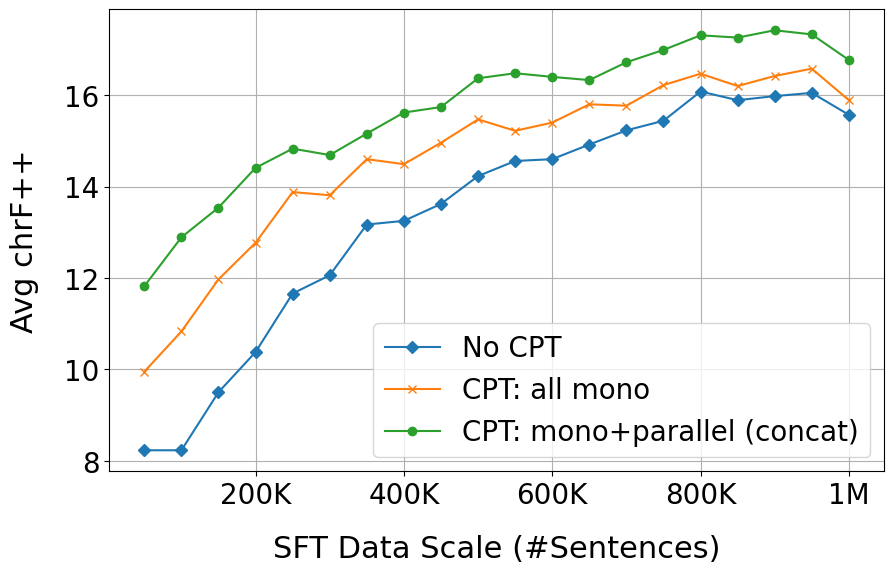 Avg chrF++
16
14
12
10
8
No CPT
CPT: all mono
CPT: mono+parallel (concat)
200K
400K
600K
800K
1M
SFT Data Scale (#Sentences)